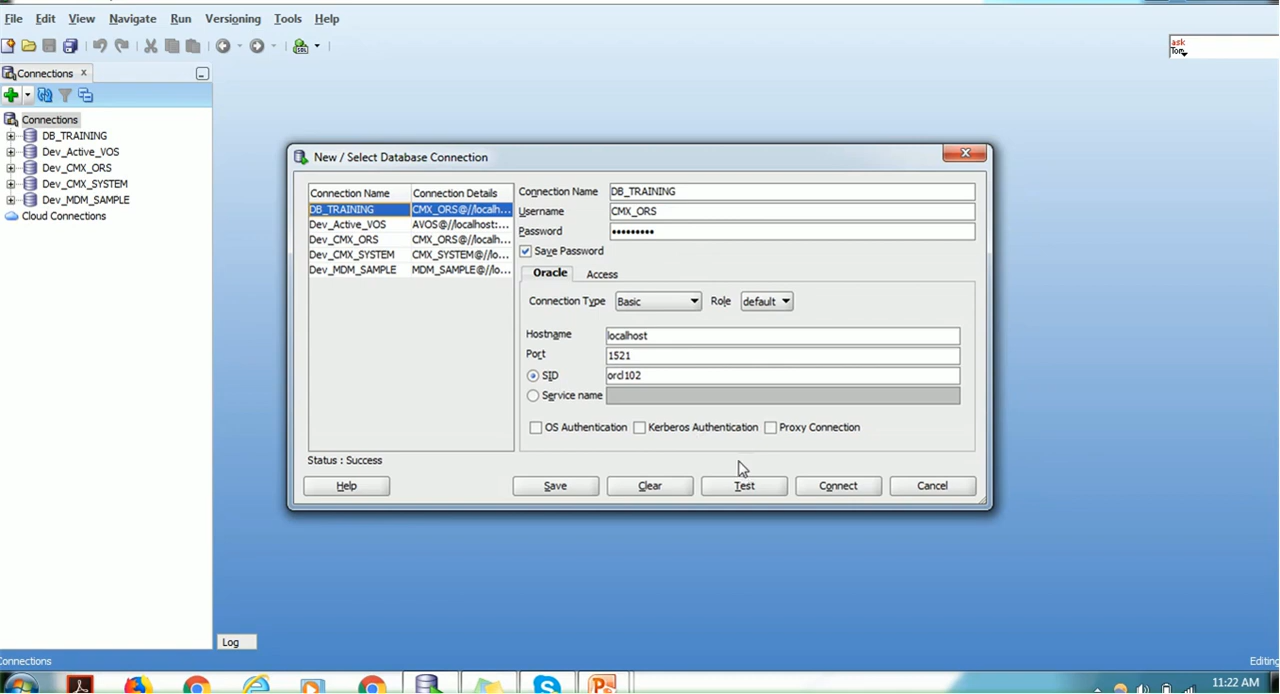 File Edit View Navigate Run Versioning Tools Help
ask
Tom
Connections x
Connections
DB_TRAINING
Dev_Active_VOS
Dev_CMX_ORS
Dev_CMX_SYSTEM
Dev_MDM_SAMPLE
Cloud Connections
New / Select Database Connection
Connection Name Connection Details
DB_TRAINING CMX_ORS@//localh...
Dev_Active_VOS AVOS@//localhost:...
Dev_CMX_ORS CMX_ORS@//localh...
Dev_CMX_SYSTEM CMX_SYSTEM@//lo...
Dev_MDM_SAMPLE MDM_SAMPLE@//lo...
Connection Name DB_TRAINING
Username CMX_ORS
Password •••••••••
Save Password
Oracle Access
Connection Type Basic Role default
Hostname localhost
Port 1521
SID orcl102
Service name
OS Authentication Kerberos Authentication Proxy Connection
Status : Success
Help Save Clear Test Connect Cancel
Log
Connections Editing
11:22 AM